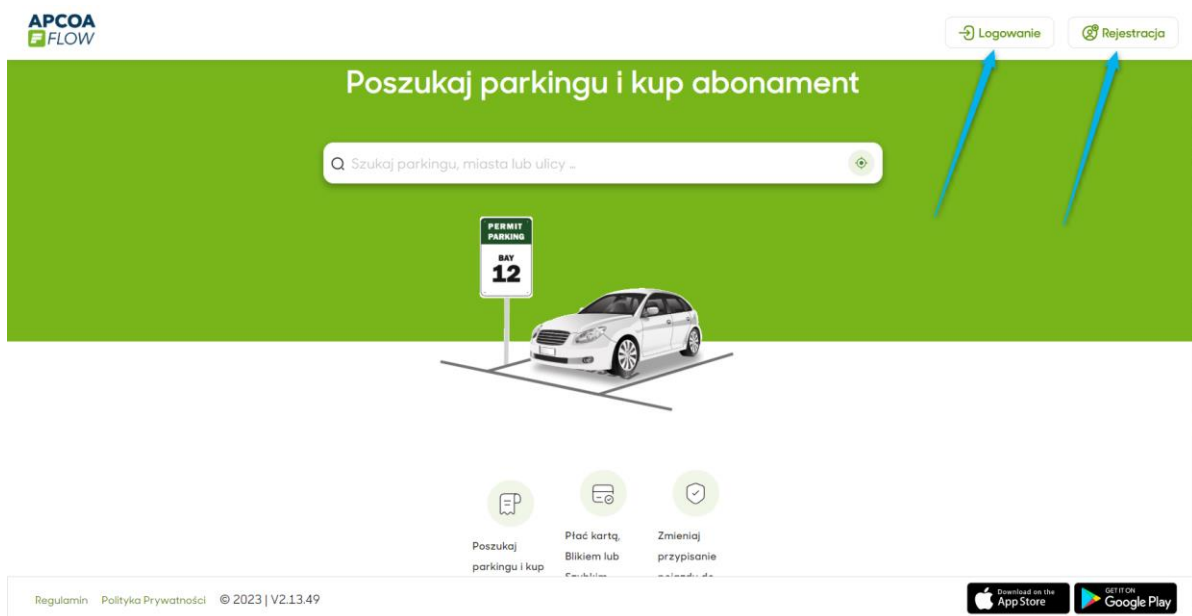 APCOA
FLOW
Logowanie
Rejestracja
Poszukaj parkingu i kup abonament
Szukaj parkingu, miasta lub ulicy ...
PERMIT
PARKING
BAY
12
Poszukaj
parkingu i kup
Płać kartą,
Blikiem lub
Zmieniaj
przypisanie
Regulamin Polityka Prywatności © 2023 | V2.13.49
Download on the
App Store
GET IT ON
Google Play